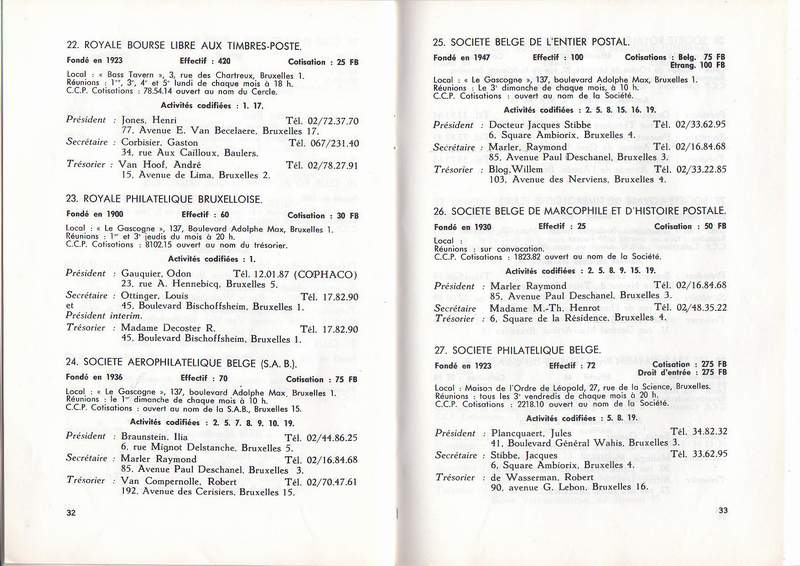 22. ROYALE BOURSE LIBRE AUX TIMBRES-POSTE.
Fondé en 1923 Effectif : 420 Cotisation : 25 FB
Local : « Bass Tavern », 3, rue des Chartreux, Bruxelles 1.
Réunions : 1er, 3e, 4e et 5e lundi de chaque mois à 18 h.
C.C.P. Cotisations : 78.54.14 ouvert au nom du Cercle.
Activités codifiées : 1. 17.
Président : Jones, Henri Tél. 02/72.37.70
77, Avenue E. Van Becelaere, Bruxelles 17.
Secrétaire : Corbisier, Gaston Tél. 067/231.40
34, rue Aux Cailloux, Baulers.
Trésorier : Van Hoof, André Tél. 02/78.27.91
15, Avenue de Lima, Bruxelles 2.
23. ROYALE PHILATELIQUE BRUXELLOISE.
Fondé en 1900 Effectif : 60 Cotisation : 30 FB
Local : « Le Gascogne », 137, Boulevard Adolphe Max, Bruxelles 1.
Réunions : 1er et 3e jeudis du mois à 20 h.
C.C.P. Cotisations : 8102.15 ouvert au nom du trésorier.
Activités codifiées : 1.
Président : Gauquier, Odon Tél. 12.01.87 (COPHACO)
23, rue A. Hennebicq, Bruxelles 5.
Secrétaire : Ottinger, Louis Tél. 17.82.90
et 45, Boulevard Bischoffsheim, Bruxelles 1.
Président interim.
Trésorier : Madame Decoster R. Tél. 17.82.90
45, Boulevard Bischoffsheim, Bruxelles 1.
24. SOCIETE AEROPHILATELIQUE BELGE (S.A. B.).
Fondé en 1936 Effectif : 70 Cotisation : 75 FB
Local : « Le Gascogne », 137, boulevard Adolphe Max, Bruxelles 1.
Réunions : le 1er dimanche de chaque mois à 10 h.
C.C.P. Cotisations : ouvert au nom de la S.A.B., Bruxelles 15.
Activités codifiées : 2. 5. 7. 8. 9. 10. 19.
Président : Braunstein, Ilia Tél. 02/44.86.25
6, rue Mignot Delstanche, Bruxelles 5.
Secrétaire : Marler Raymond Tél. 02/16.84.68
85, Avenue Paul Deschanel, Bruxelles 3.
Trésorier : Van Compernolle, Robert Tél. 02/70.47.61
192, Avenue des Cerisiers, Bruxelles 15.
32
25. SOCIETE BELGE DE L'ENTIER POSTAL.
Fondé en 1947 Effectif : 100 Cotisations : Belg. 75 FB
Etrang. 100 FB
Local : « Le Gascogne », 137, boulevard Adolphe Max, Bruxelles 1.
Réunions : Le 3e dimanche de chaque mois, à 10 h.
C.C.P. Cotisations : ouvert au nom de la Société.
Activités codifiées : 2. 5. 8. 15. 16. 19.
Président : Docteur Jacques Stibbe Tél. 02/33.62.95
6, Square Ambiorix, Bruxelles 4.
Secrétaire : Marler, Raymond Tél. 02/16.84.68
85, Avenue Paul Deschanel, Bruxelles 3.
Trésorier : Blog,Willem Tél. 02/33.22.85
103, Avenue des Nerviens, Bruxelles 4.
26. SOCIETE BELGE DE MARCOPHILE ET D'HISTOIRE POSTALE.
Fondé en 1930 Effectif : 25 Cotisation : 50 FB
Local :
Réunions : sur convocation.
C.C.P. Cotisations : 1823.82 ouvert au nom de la Société.
Activités codifiées : 2. 5. 8. 9. 15. 19.
Président : Marler Raymond Tél. 02/16.84.68
85, Avenue Paul Deschanel, Bruxelles 3.
Secrétaire Madame M.-Th. Henrot Tél. 02/48.35.22
Trésorier : 6, Square de la Résidence, Bruxelles 4.
27. SOCIETE PHILATELIQUE BELGE.
Fondé en 1923 Effectif : 72 Cotisation : 275 FB
Droit d'entrée : 275 FB
Local : Maison de l'Ordre de Léopold, 27, rue de la Science, Bruxelles.
Réunions : tous les 3e vendredis de chaque mois à 20 h.
C.C.P. Cotisations : 2218.10 ouvert au nom de la Société.
Activités codifiées : 5. 8. 19.
Président : Plancquaert, Jules Tél. 34.82.32
41, Boulevard Général Wahis, Bruxelles 3.
Secrétaire : Stibbe, Jacques Tél. 33.62.95
6, Square Ambiorix, Bruxelles 4.
Trésorier : de Wasserman, Robert
90, avenue G. Lebon, Bruxelles 16.
33